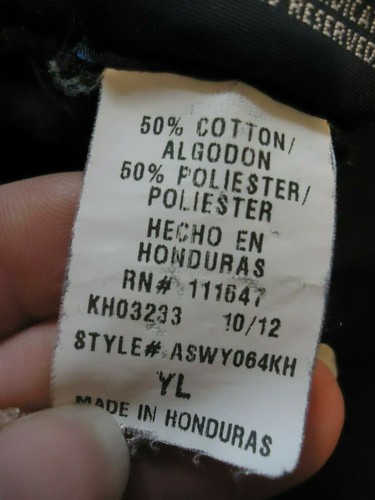 RESERVED
50% COTTON/
ALGODON
50% POLIESTER/
POLIESTER
HECHO EN
HONDURAS
RN# 111647
KH03233 10/12
STYLE# ASWY064KH
YL
MADE IN HONDURAS